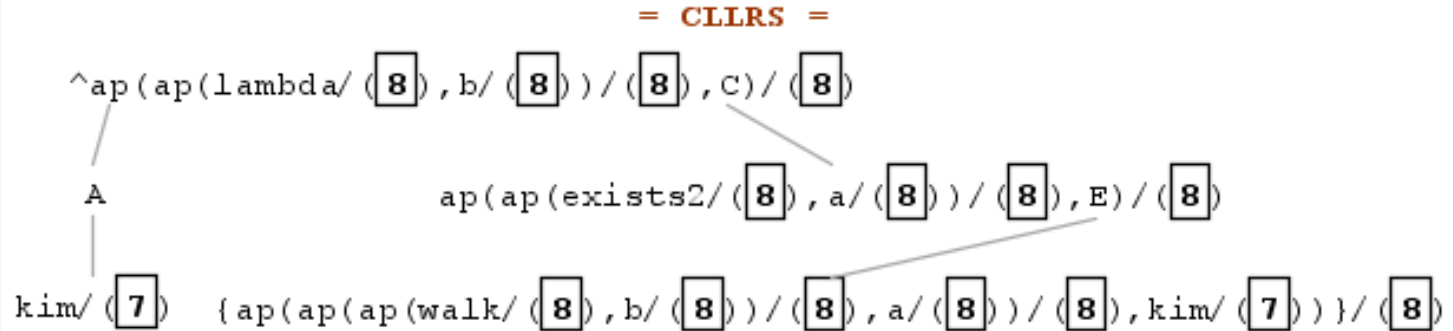 = CLLRS =
^ap(ap(lambda/(8),b/(8))/(8),C)/(8)
A ap(ap(exists2/(8),a/(8))/(8),E)/(8)
kim/(7) {ap(ap(ap(walk/(8),b/(8))/(8),a/(8))/(8),kim/(7))}/(8)